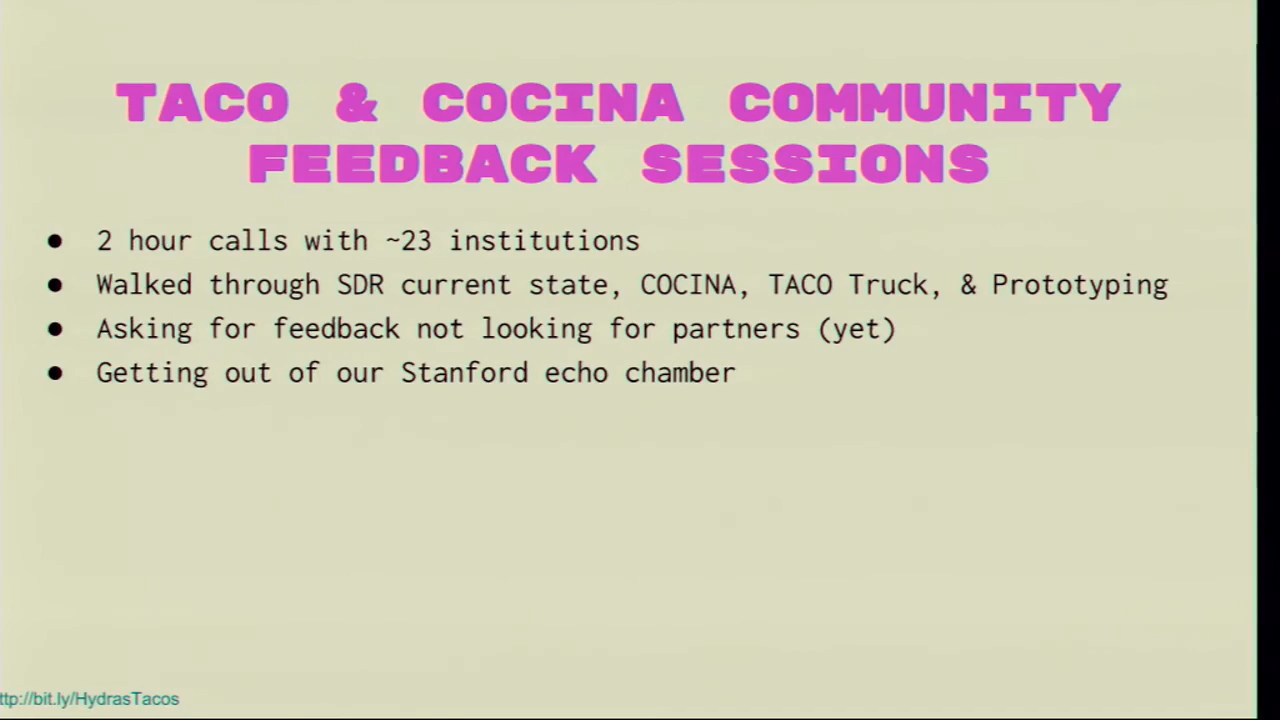 TACO & COCINA COMMUNITY
FEEDBACK SESSIONS
● 2 hour calls with ~23 institutions
● Walked through SDR current state, COCINA, TACO Truck, & Prototyping
● Asking for feedback not looking for partners (yet)
● Getting out of our Stanford echo chamber
ttp://bit.ly/HydrasTacos